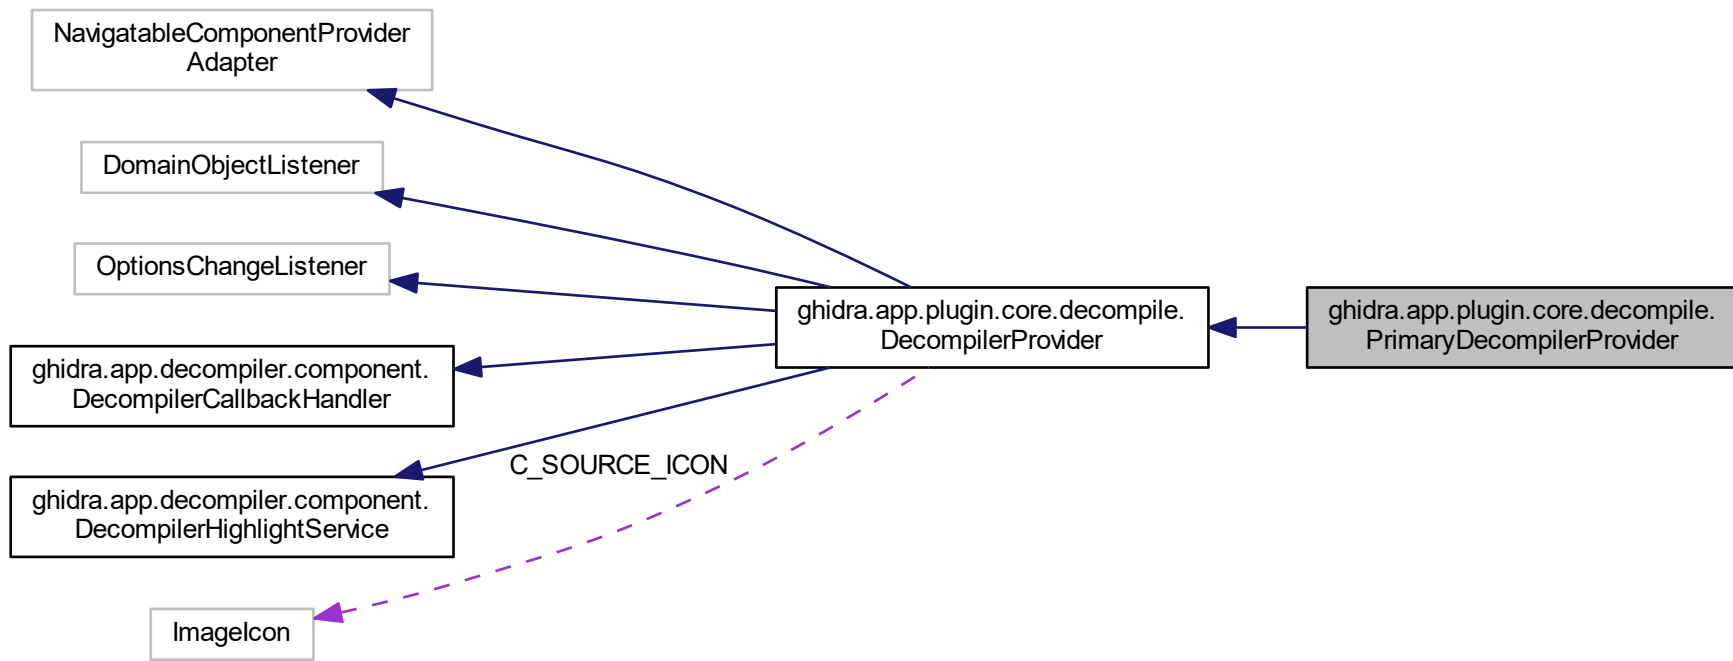 NavigatableComponentProvider
Adapter
DomainObjectListener
OptionsChangeListener
ghidra.app.decompiler.component.
DecompilerCallbackHandler
ghidra.app.decompiler.component.
DecompilerHighlightService
ImageIcon
C_SOURCE_ICON
ghidra.app.plugin.core.decompile.
DecompilerProvider
ghidra.app.plugin.core.decompile.
PrimaryDecompilerProvider